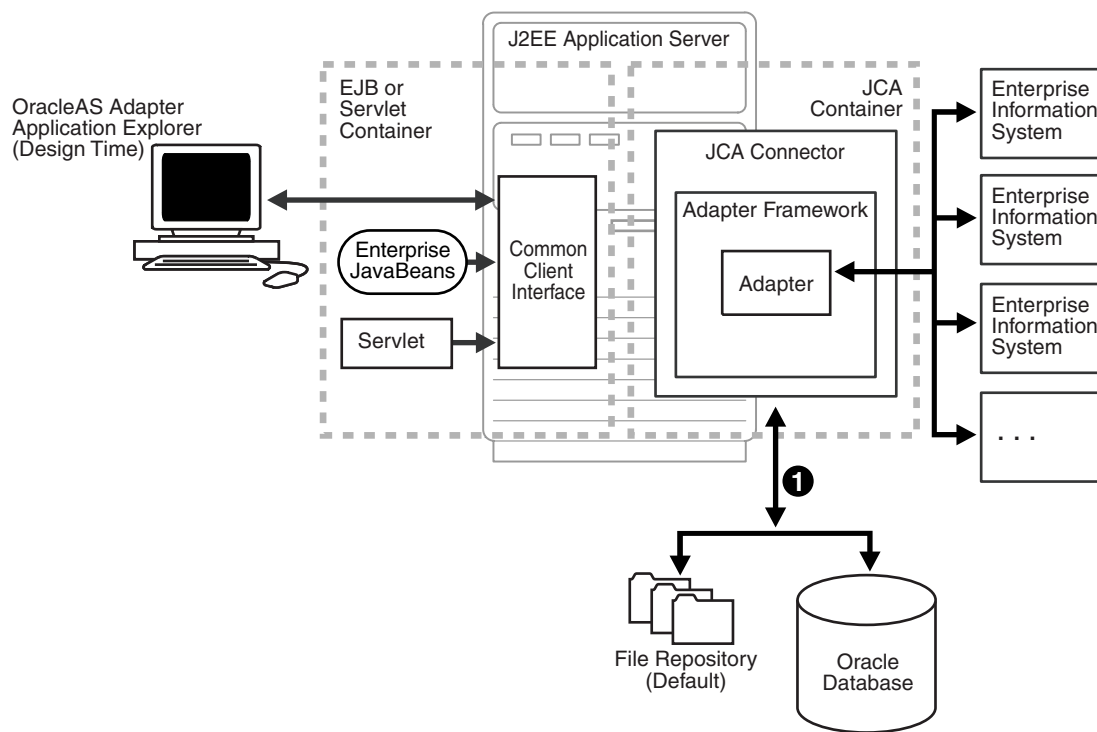 J2EE Application Server
EJB or
Servlet
Container
JCA
Container
OracleAS Adapter
Application Explorer
(Design Time)
JCA Connector
Adapter Framework
Adapter
Enterprise
JavaBeans
Common
Client
Interface
Servlet
Enterprise
Information
System
Enterprise
Information
System
Enterprise
Information
System
. . .
1
File Repository
(Default)
Oracle
Database